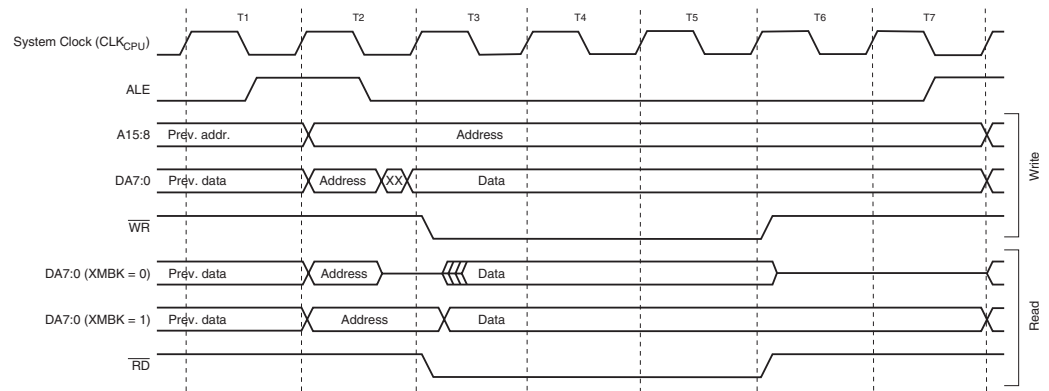 T1 T2 T3 T4 T5 T6 T7
System Clock (CLKCPU)
ALE
A15:8 Prev. addr. Address
DA7:0 Prev. data Address XX Data
WR
Write
DA7:0 (XMBK = 0) Prev. data Address Data
DA7:0 (XMBK = 1) Prev. data Address Data
RD
Read